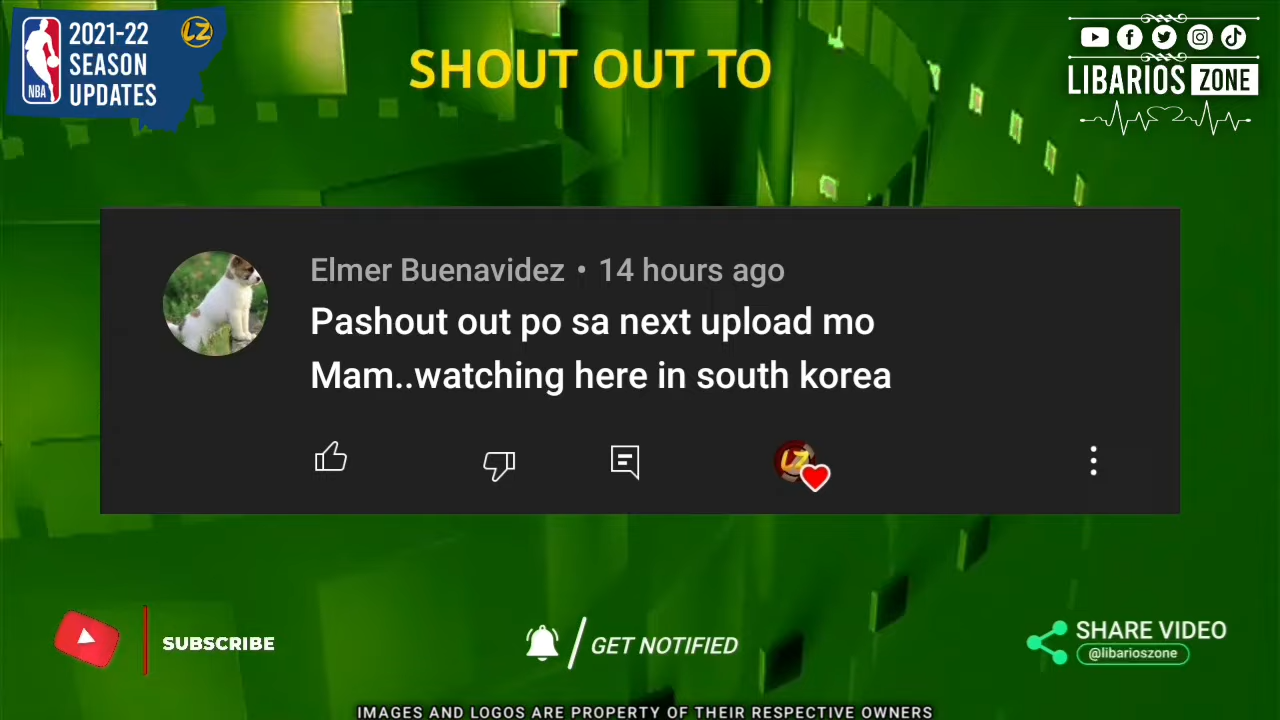 2021-22
SEASON
UPDATES
NBA
LZ
SHOUT OUT TO
LIBARIOS ZONE
Elmer Buenavidez • 14 hours ago
Pashout out po sa next upload mo
Mam..watching here in south korea
LZ
SUBSCRIBE
GET NOTIFIED
SHARE VIDEO
@libarioszone
IMAGES AND LOGOS ARE PROPERTY OF THEIR RESPECTIVE OWNERS